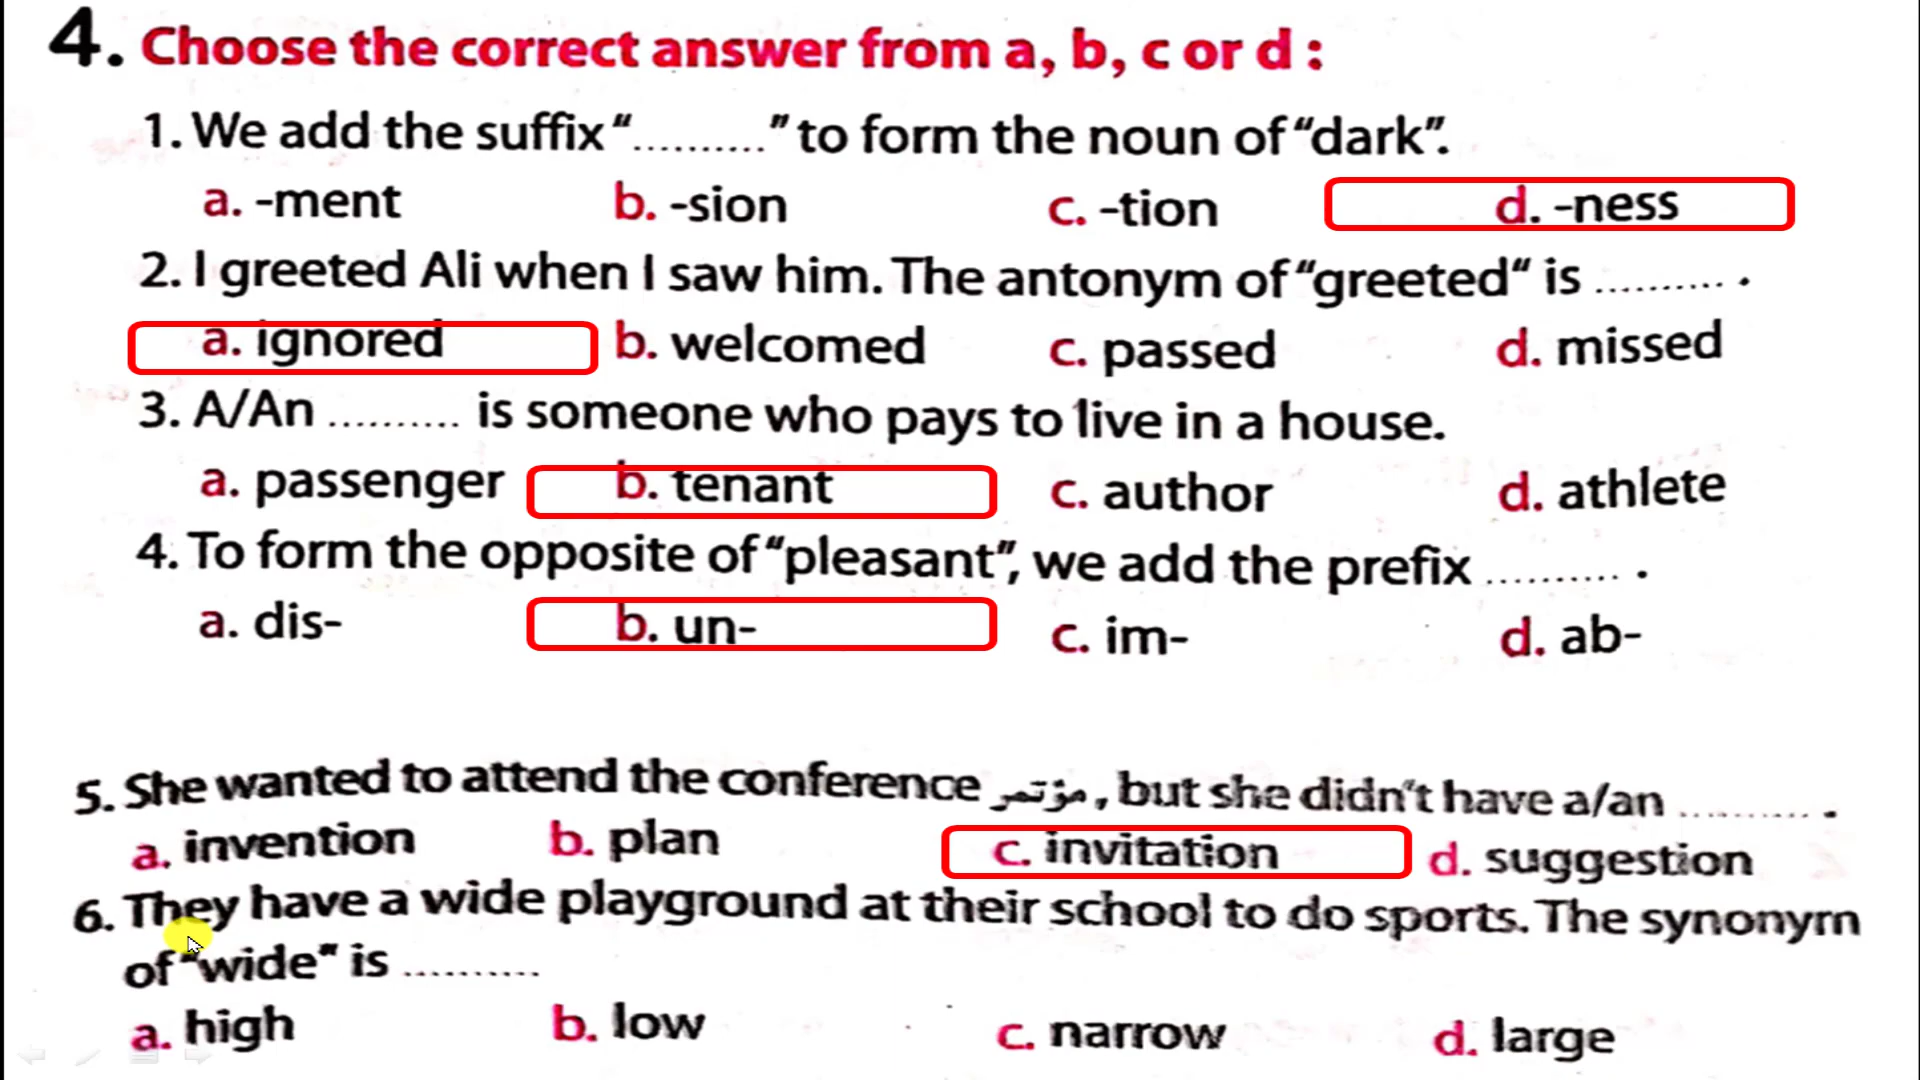 4. Choose the correct answer from a, b, c or d :
1. We add the suffix “..........” to form the noun of “dark”.
a. -ment b. -sion c. -tion d. -ness
2. I greeted Ali when I saw him. The antonym of “greeted“ is .......... .
a. ignored b. welcomed c. passed d. missed
3. A/An .......... is someone who pays to live in a house.
a. passenger b. tenant c. author d. athlete
4. To form the opposite of “pleasant”, we add the prefix .......... .
a. dis- b. un- c. im- d. ab-
5. She wanted to attend the conference مؤتمر, but she didn't have a/an .......... .
a. invention b. plan c. invitation d. suggestion
6. They have a wide playground at their school to do sports. The synonym
of “wide” is ..........
a. high b. low c. narrow d. large